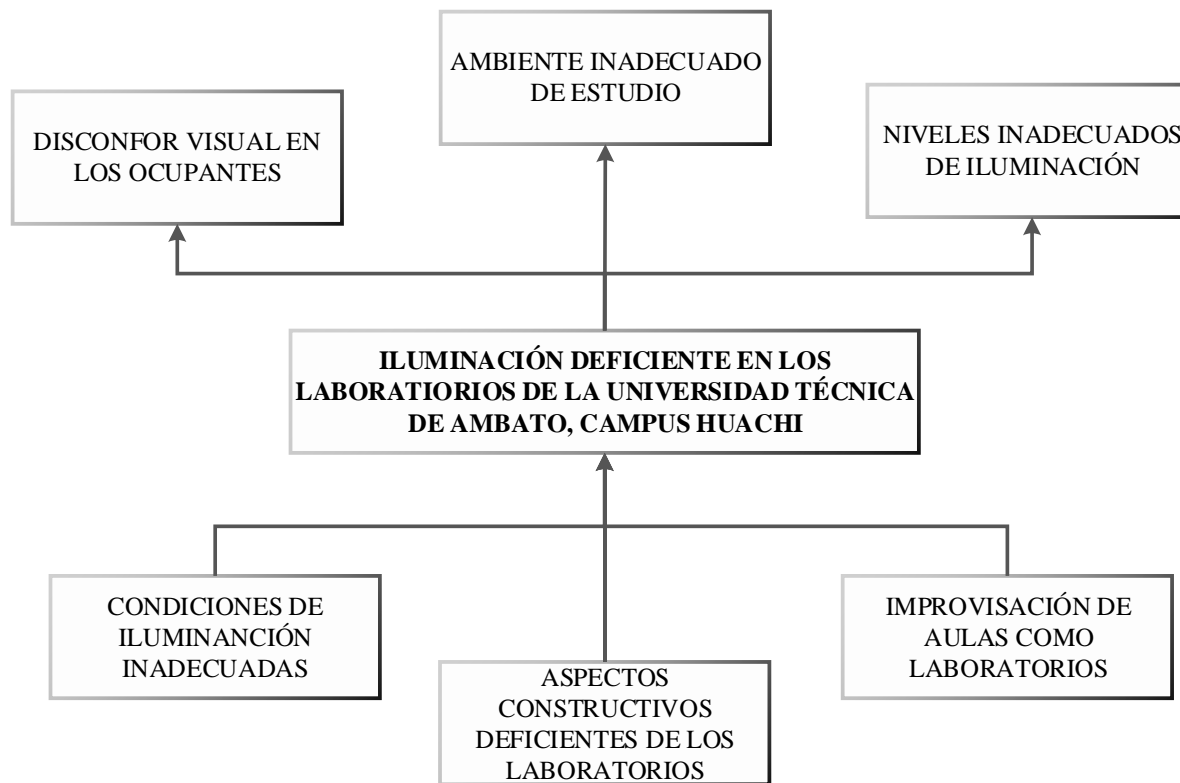 AMBIENTE INADECUADO
DE ESTUDIO
DISCONFOR VISUAL EN
LOS OCUPANTES
NIVELES INADECUADOS
DE ILUMINACIÓN
ILUMINACIÓN DEFICIENTE EN LOS
LABORATIORIOS DE LA UNIVERSIDAD TÉCNICA
DE AMBATO, CAMPUS HUACHI
CONDICIONES DE
ILUMINANCIÓN
INADECUADAS
ASPECTOS
CONSTRUCTIVOS
DEFICIENTES DE LOS
LABORATORIOS
IMPROVISACIÓN DE
AULAS COMO
LABORATORIOS